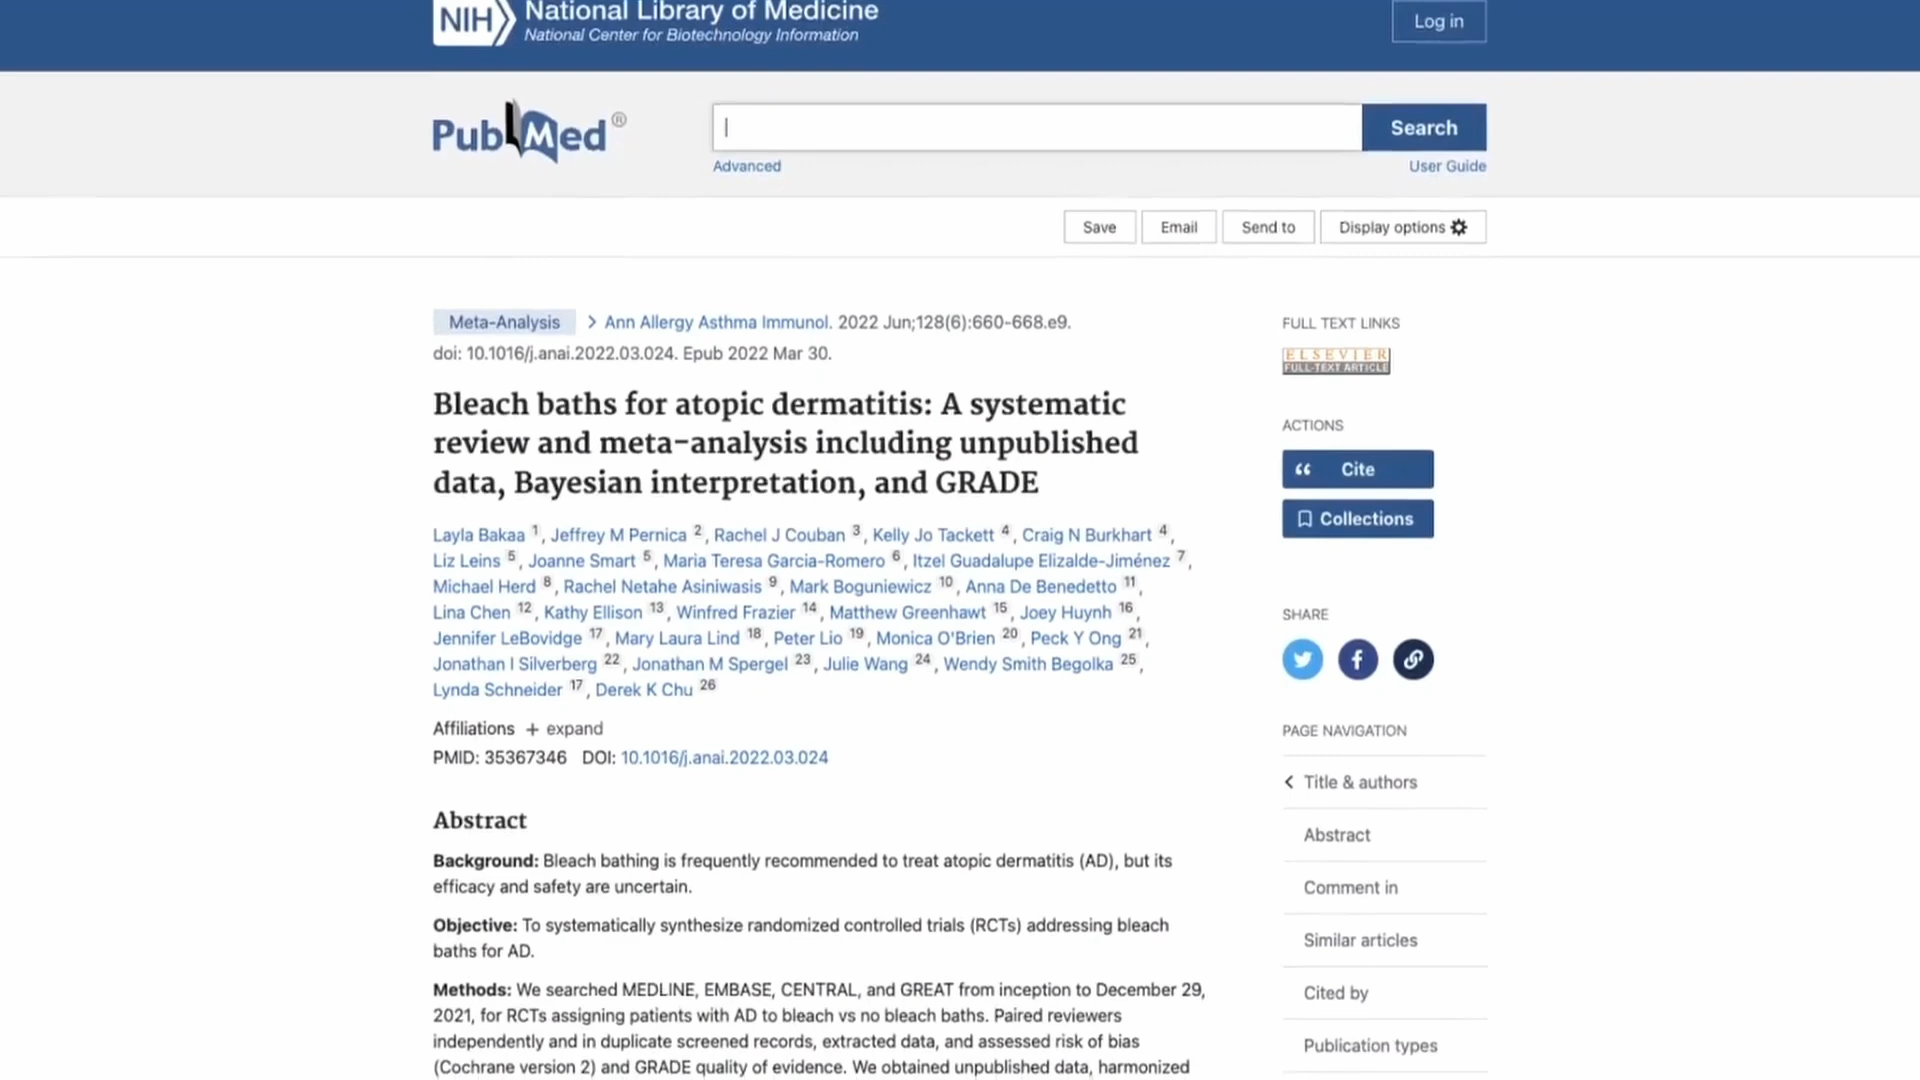 NIH National Library of Medicine
National Center for Biotechnology Information
Log in
PubMed®
Search
Advanced
User Guide
Save
Email
Send to
Display options
Meta-Analysis > Ann Allergy Asthma Immunol. 2022 Jun;128(6):660-668.e9.
doi: 10.1016/j.anai.2022.03.024. Epub 2022 Mar 30.
Bleach baths for atopic dermatitis: A systematic
review and meta-analysis including unpublished
data, Bayesian interpretation, and GRADE
Layla Bakaa 1, Jeffrey M Pernica 2, Rachel J Couban 3, Kelly Jo Tackett 4, Craig N Burkhart 4,
Liz Leins 5, Joanne Smart 5, Maria Teresa Garcia-Romero 6, Itzel Guadalupe Elizalde-Jiménez 7,
Michael Herd 8, Rachel Netahe Asiniwasis 9, Mark Boguniewicz 10, Anna De Benedetto 11,
Lina Chen 12, Kathy Ellison 13, Winfred Frazier 14, Matthew Greenhawt 15, Joey Huynh 16,
Jennifer LeBovidge 17, Mary Laura Lind 18, Peter Lio 19, Monica O'Brien 20, Peck Y Ong 21,
Jonathan I Silverberg 22, Jonathan M Spergel 23, Julie Wang 24, Wendy Smith Begolka 25,
Lynda Schneider 17, Derek K Chu 26
Affiliations + expand
PMID: 35367346 DOI: 10.1016/j.anai.2022.03.024
Abstract
Background: Bleach bathing is frequently recommended to treat atopic dermatitis (AD), but its
efficacy and safety are uncertain.
Objective: To systematically synthesize randomized controlled trials (RCTs) addressing bleach
baths for AD.
Methods: We searched MEDLINE, EMBASE, CENTRAL, and GREAT from inception to December 29,
2021, for RCTs assigning patients with AD to bleach vs no bleach baths. Paired reviewers
independently and in duplicate screened records, extracted data, and assessed risk of bias
(Cochrane version 2) and GRADE quality of evidence. We obtained unpublished data, harmonized
FULL TEXT LINKS
ELSEVIER
FULL-TEXT ARTICLE
ACTIONS
Cite
Collections
SHARE
PAGE NAVIGATION
Title & authors
Abstract
Comment in
Similar articles
Cited by
Publication types